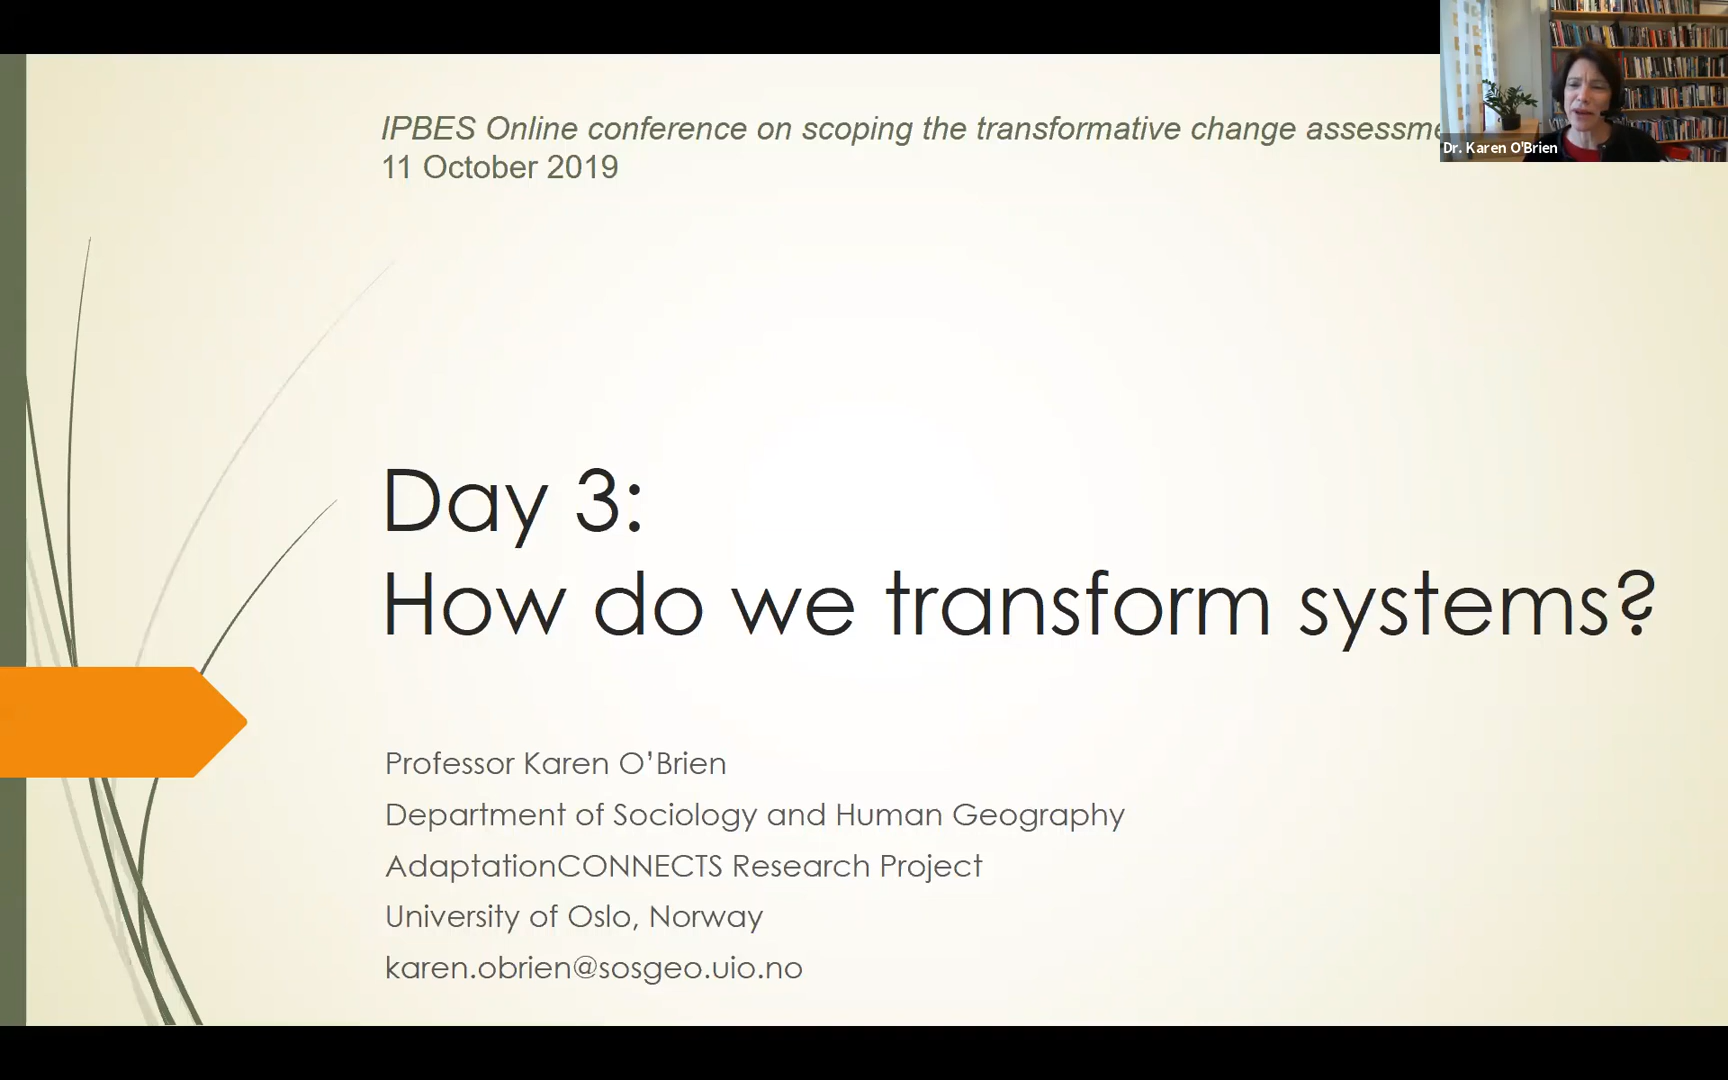 IPBES Online conference on scoping the transformative change
11 October 2019
Dr. Karen O'Brien
Day 3:
How do we transform systems?
Professor Karen O’Brien
Department of Sociology and Human Geography
AdaptationCONNECTS Research Project
University of Oslo, Norway
karen.obrien@sosgeo.uio.no